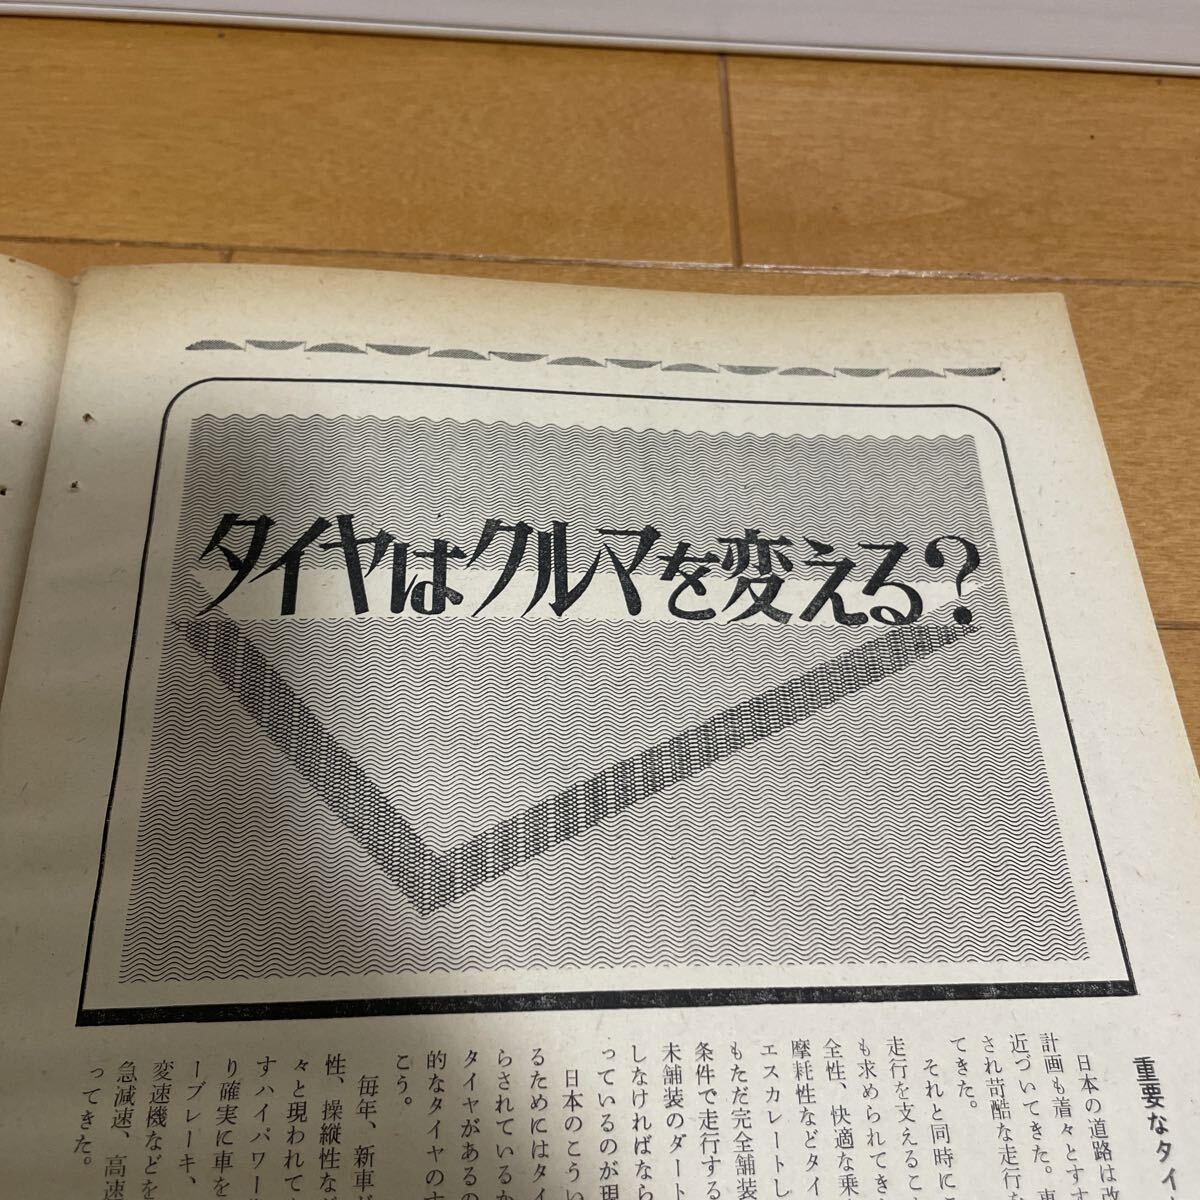 タイヤはクルマを変える?
重要なタイ
日本の道路は改
計画も着々とすす
近づいてきた。車
され苛酷な走行
てきた。
それと同時にこ
走行を支えること
も求められてき
全性、快適な乗
摩耗性などタイ
エスカレートし
もただ完全舗装
条件で走行する
未舗装のダート
しなければなら
っているのが現
日本のこうい
るためにはタイ
らされているか
タイヤがあるの
的なタイヤのす
こう。
毎年、新車が
性、操縦性など
々と現われてい
すハイパワー
り確実に車を
ーブレーキ、
変速機などを
急減速、高速
ってきた。